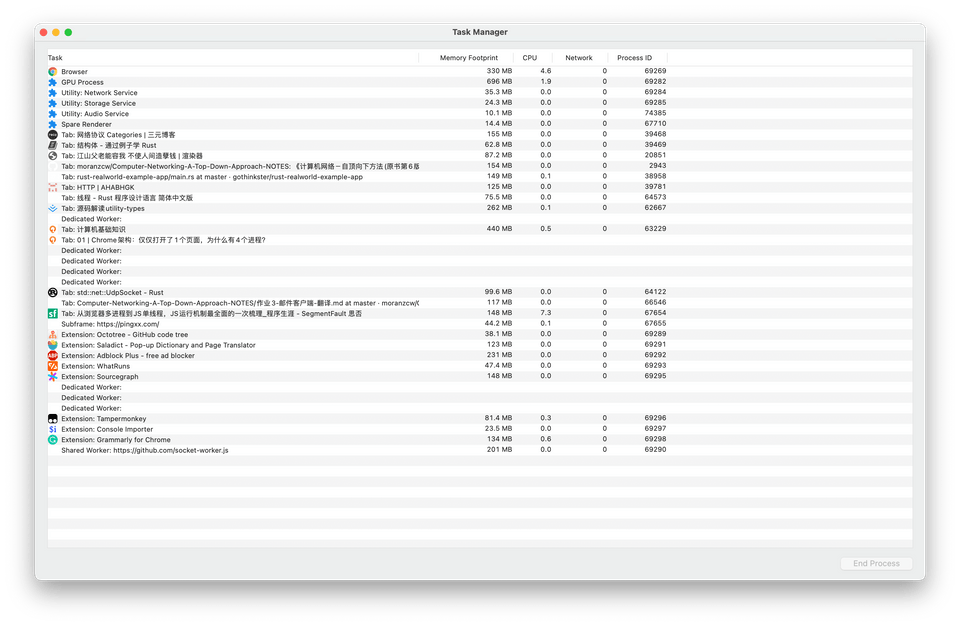 Task Manager
Task Memory Footprint CPU Network Process ID
Browser 330 MB 4.6 0 69269
GPU Process 696 MB 1.9 0 69282
Utility: Network Service 35.3 MB 0.0 0 69284
Utility: Storage Service 24.3 MB 0.0 0 69285
Utility: Audio Service 10.1 MB 0.0 0 74385
Spare Renderer 14.4 MB 0.0 0 67710
Tab: 网络协议 Categories | 三元博客 155 MB 0.0 0 39468
Tab: 结构体 - 通过例子学 Rust 62.8 MB 0.0 0 39469
Tab: 江山父老能容我 不使人间造孽钱 | 渲染器 87.2 MB 0.0 0 20851
Tab: moranzcw/Computer-Networking-A-Top-Down-Approach-NOTES: 《计算机网络－自顶向下方法(原书第6版 154 MB 0.0 0 2943
Tab: rust-realworld-example-app/main.rs at master · gothinkster/rust-realworld-example-app 149 MB 0.1 0 38958
Tab: HTTP | AHABHGK 125 MB 0.0 0 39781
Tab: 线程 - Rust 程序设计语言 简体中文版 75.5 MB 0.0 0 64573
Tab: 源码解读utility-types 262 MB 0.1 0 62667
Dedicated Worker:
Tab: 计算机基础知识 440 MB 0.5 0 63229
Tab: 01 | Chrome架构：仅仅打开了1个页面，为什么有4个进程？
Dedicated Worker:
Dedicated Worker:
Dedicated Worker:
Dedicated Worker:
Tab: std::net::UdpSocket - Rust 99.6 MB 0.0 0 64122
Tab: Computer-Networking-A-Top-Down-Approach-NOTES/作业3-邮件客户端-翻译.md at master · moranzcw/C 117 MB 0.0 0 66546
Tab: 从浏览器多进程到JS单线程，JS运行机制最全面的一次梳理_程序生涯 - SegmentFault 思否 148 MB 7.3 0 67654
Subframe: https://pingxx.com/ 44.2 MB 0.1 0 67655
Extension: Octotree - GitHub code tree 38.1 MB 0.0 0 69289
Extension: Saladict - Pop-up Dictionary and Page Translator 123 MB 0.0 0 69291
ABP Extension: Adblock Plus - free ad blocker 231 MB 0.0 0 69292
Extension: WhatRuns 47.4 MB 0.0 0 69293
Extension: Sourcegraph 148 MB 0.0 0 69295
Dedicated Worker:
Dedicated Worker:
Dedicated Worker:
Extension: Tampermonkey 81.4 MB 0.3 0 69296
$i Extension: Console Importer 23.5 MB 0.0 0 69297
Extension: Grammarly for Chrome 134 MB 0.6 0 69298
Shared Worker: https://github.com/socket-worker.js 201 MB 0.0 0 69290
End Process